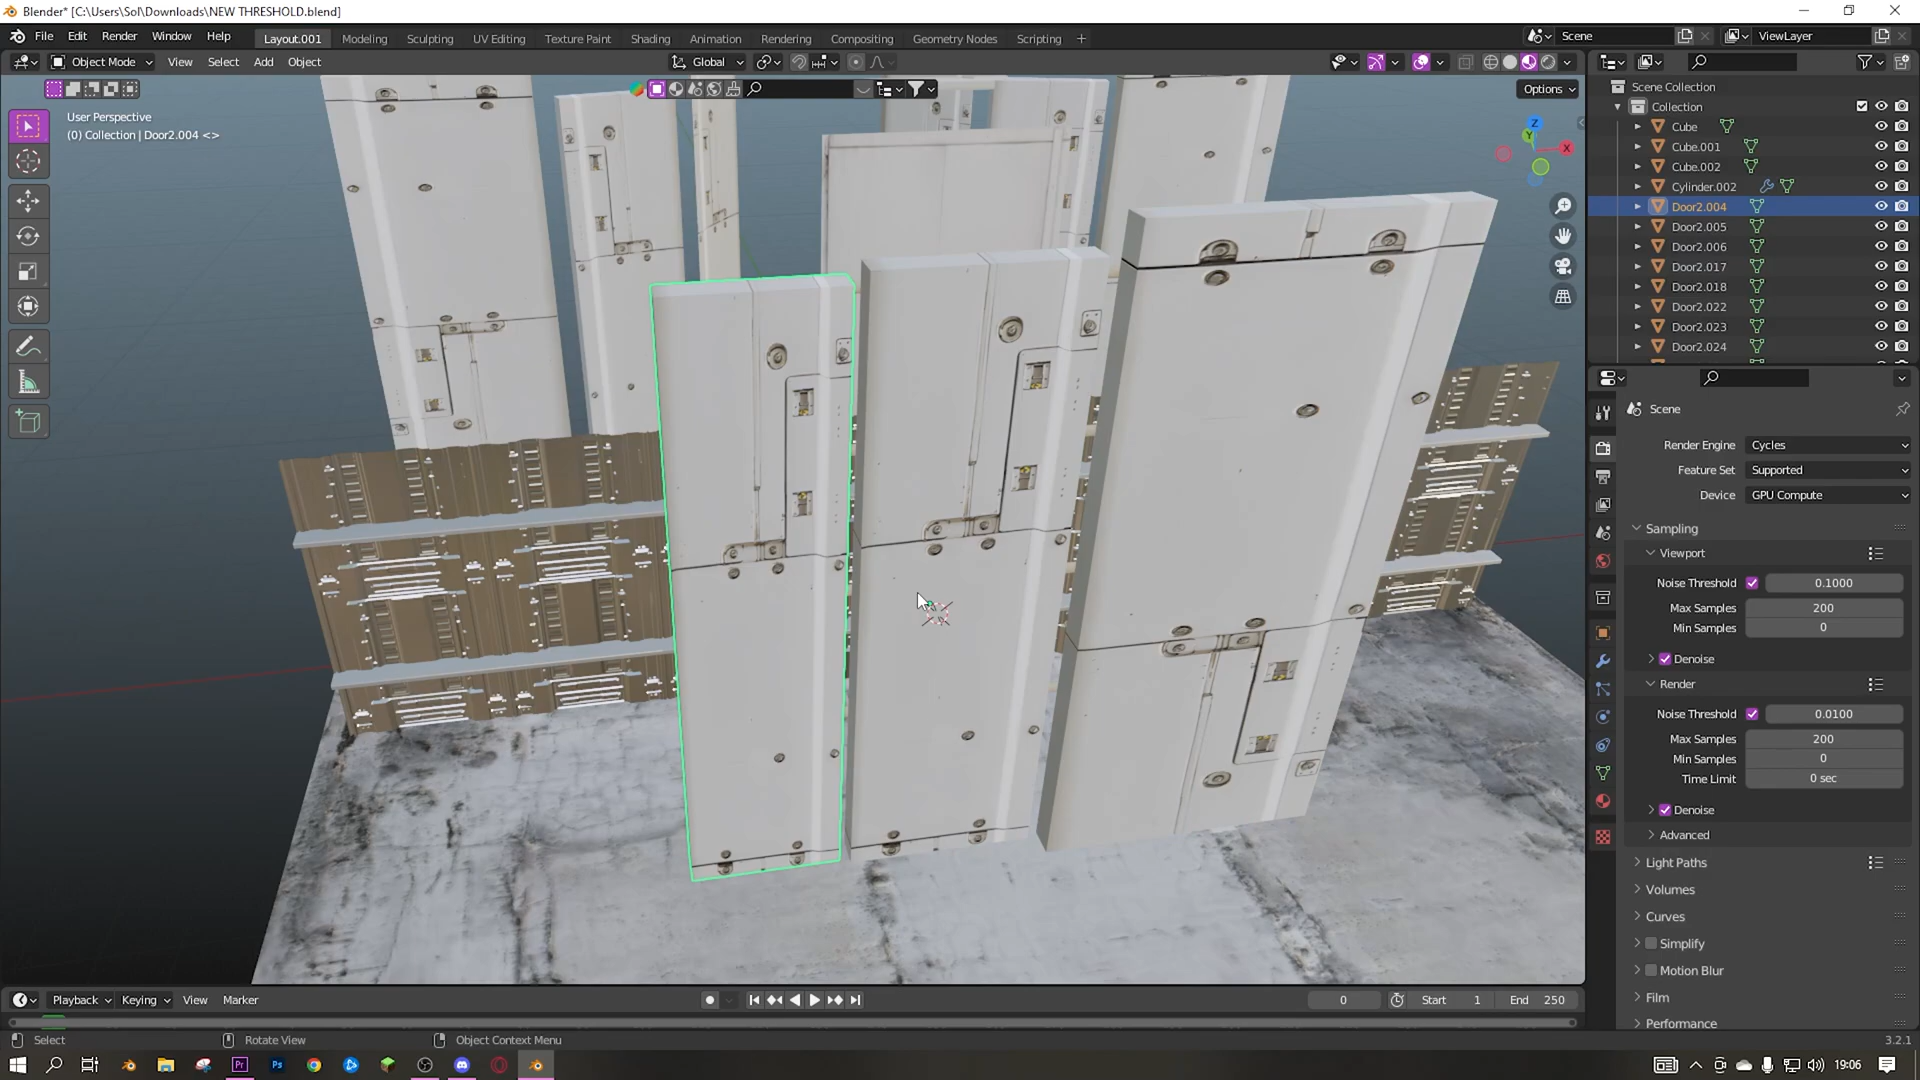 Blender* [C:\Users\Sol\Downloads\NEW THRESHOLD.blend]
File Edit Render Window Help
Layout.001 Modeling Sculpting UV Editing Texture Paint Shading Animation Rendering Compositing Geometry Nodes Scripting +
Scene
ViewLayer
Object Mode View Select Add Object
Global
Options
User Perspective
(0) Collection | Door2.004 <>
Z
Y
X
Scene Collection
Collection
Cube
Cube.001
Cube.002
Cylinder.002
Door2.004
Door2.005
Door2.006
Door2.017
Door2.018
Door2.022
Door2.023
Door2.024
Scene
Render Engine Cycles
Feature Set Supported
Device GPU Compute
Sampling
Viewport
Noise Threshold 0.1000
Max Samples 200
Min Samples 0
Denoise
Render
Noise Threshold 0.0100
Max Samples 200
Min Samples 0
Time Limit 0 sec
Denoise
Advanced
Light Paths
Volumes
Curves
Simplify
Motion Blur
Film
Performance
Playback Keying View Marker
0
Start 1
End 250
Select
Rotate View
Object Context Menu
3.2.1
Pr
Ps
19:06